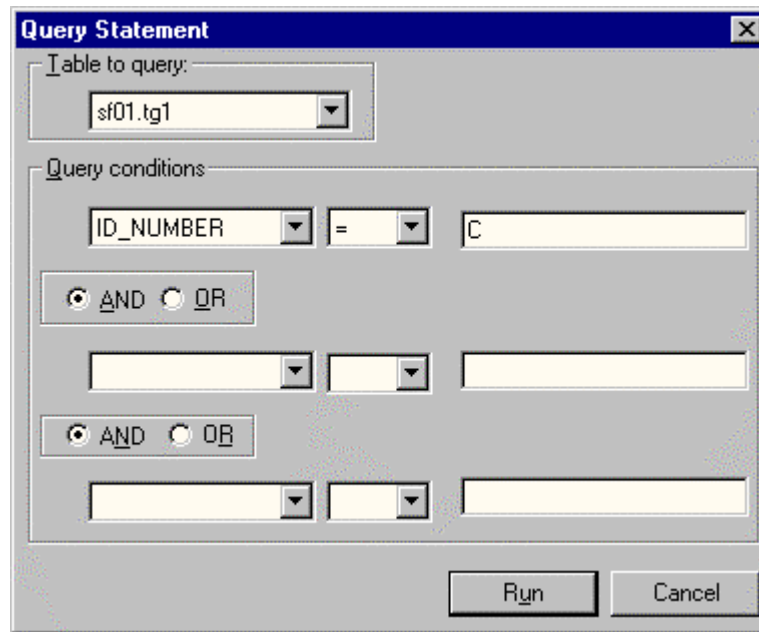 Query Statement
Table to query:
sf01.tg1
Query conditions
ID_NUMBER = C
AND OR
AND OR
Run Cancel